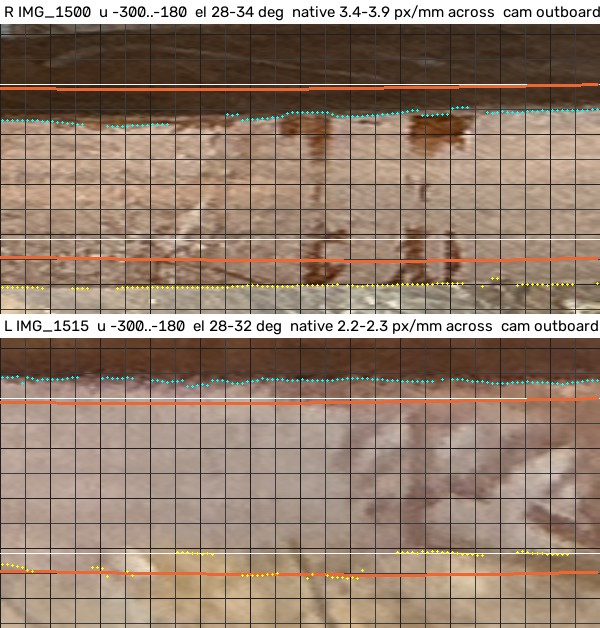 R IMG_1500 u -300..-180 el 28-34 deg native 3.4-3.9 px/mm across cam outboard
L IMG_1515 u -300..-180 el 28-32 deg native 2.2-2.3 px/mm across cam outboard